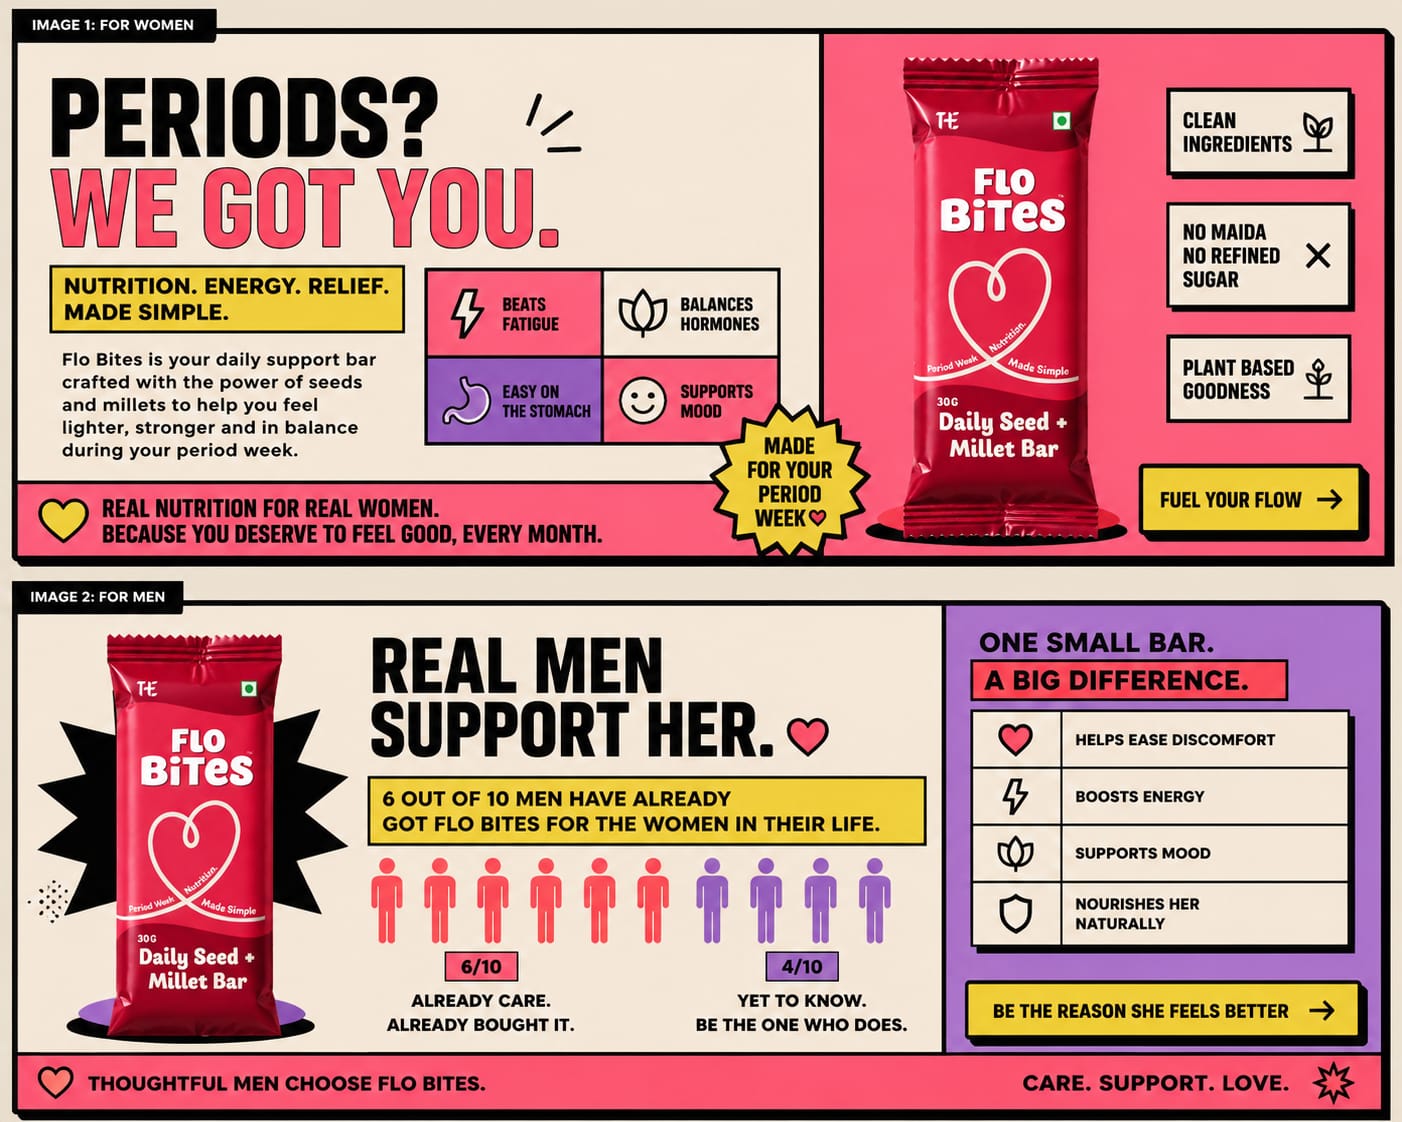 IMAGE 1: FOR WOMEN
PERIODS?
WE GOT YOU.
NUTRITION. ENERGY. RELIEF.
MADE SIMPLE.
Flo Bites is your daily support bar
crafted with the power of seeds
and millets to help you feel
lighter, stronger and in balance
during your period week.
BEATS
FATIGUE
BALANCES
HORMONES
EASY ON
THE STOMACH
SUPPORTS
MOOD
REAL NUTRITION FOR REAL WOMEN.
BECAUSE YOU DESERVE TO FEEL GOOD, EVERY MONTH.
MADE
FOR YOUR
PERIOD
WEEK
THE
FLO
BiTeS
Period Week Nutrition.
Made Simple
30G
Daily Seed +
Millet Bar
CLEAN
INGREDIENTS
NO MAIDA
NO REFINED
SUGAR
PLANT BASED
GOODNESS
FUEL YOUR FLOW →
IMAGE 2: FOR MEN
THE
FLO
BiTeS
Period Week Nutrition.
Made Simple
30G
Daily Seed +
Millet Bar
REAL MEN
SUPPORT HER.
6 OUT OF 10 MEN HAVE ALREADY
GOT FLO BITES FOR THE WOMEN IN THEIR LIFE.
6/10
ALREADY CARE.
ALREADY BOUGHT IT.
4/10
YET TO KNOW.
BE THE ONE WHO DOES.
ONE SMALL BAR.
A BIG DIFFERENCE.
HELPS EASE DISCOMFORT
BOOSTS ENERGY
SUPPORTS MOOD
NOURISHES HER
NATURALLY
BE THE REASON SHE FEELS BETTER →
THOUGHTFUL MEN CHOOSE FLO BITES.
CARE. SUPPORT. LOVE.